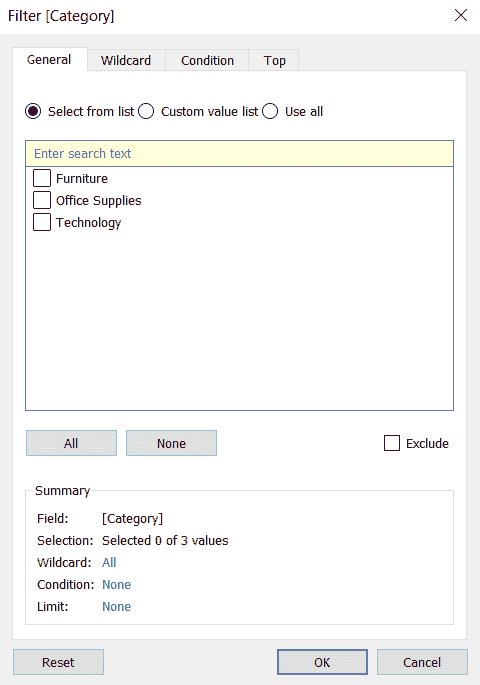 Filter [Category]
General Wildcard Condition Top
Select from list Custom value list Use all
Enter search text
Furniture
Office Supplies
Technology
All None Exclude
Summary
Field: [Category]
Selection: Selected 0 of 3 values
Wildcard: All
Condition: None
Limit: None
Reset OK Cancel